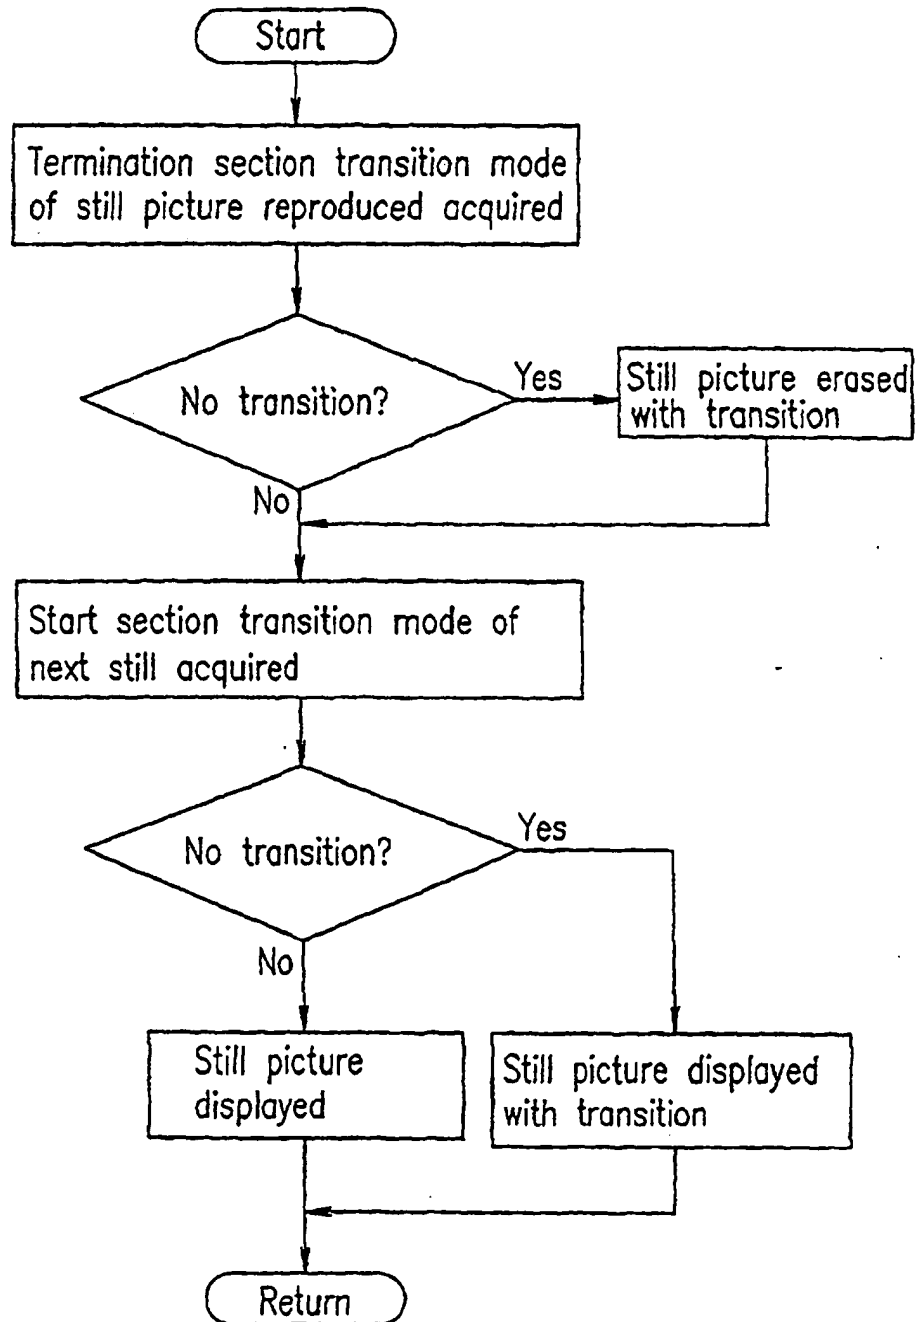 Start
Termination section transition mode
of still picture reproduced acquired
No transition?
Yes
Still picture erased
with transition
No
Start section transition mode of
next still acquired
No transition?
Yes
No
Still picture
displayed
Still picture displayed
with transition
Return